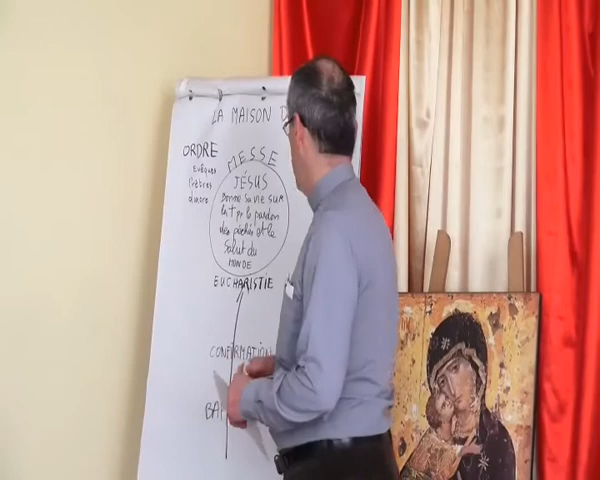 LA MAISON
ORDRE
Evêques
Prêtres
diacre
MESSE
JÉSUS
Donne sa vie sur
la † pr le pardon
des péchés et le
Salut du
MONDE
EUCHARISTIE
CONFIRMATION